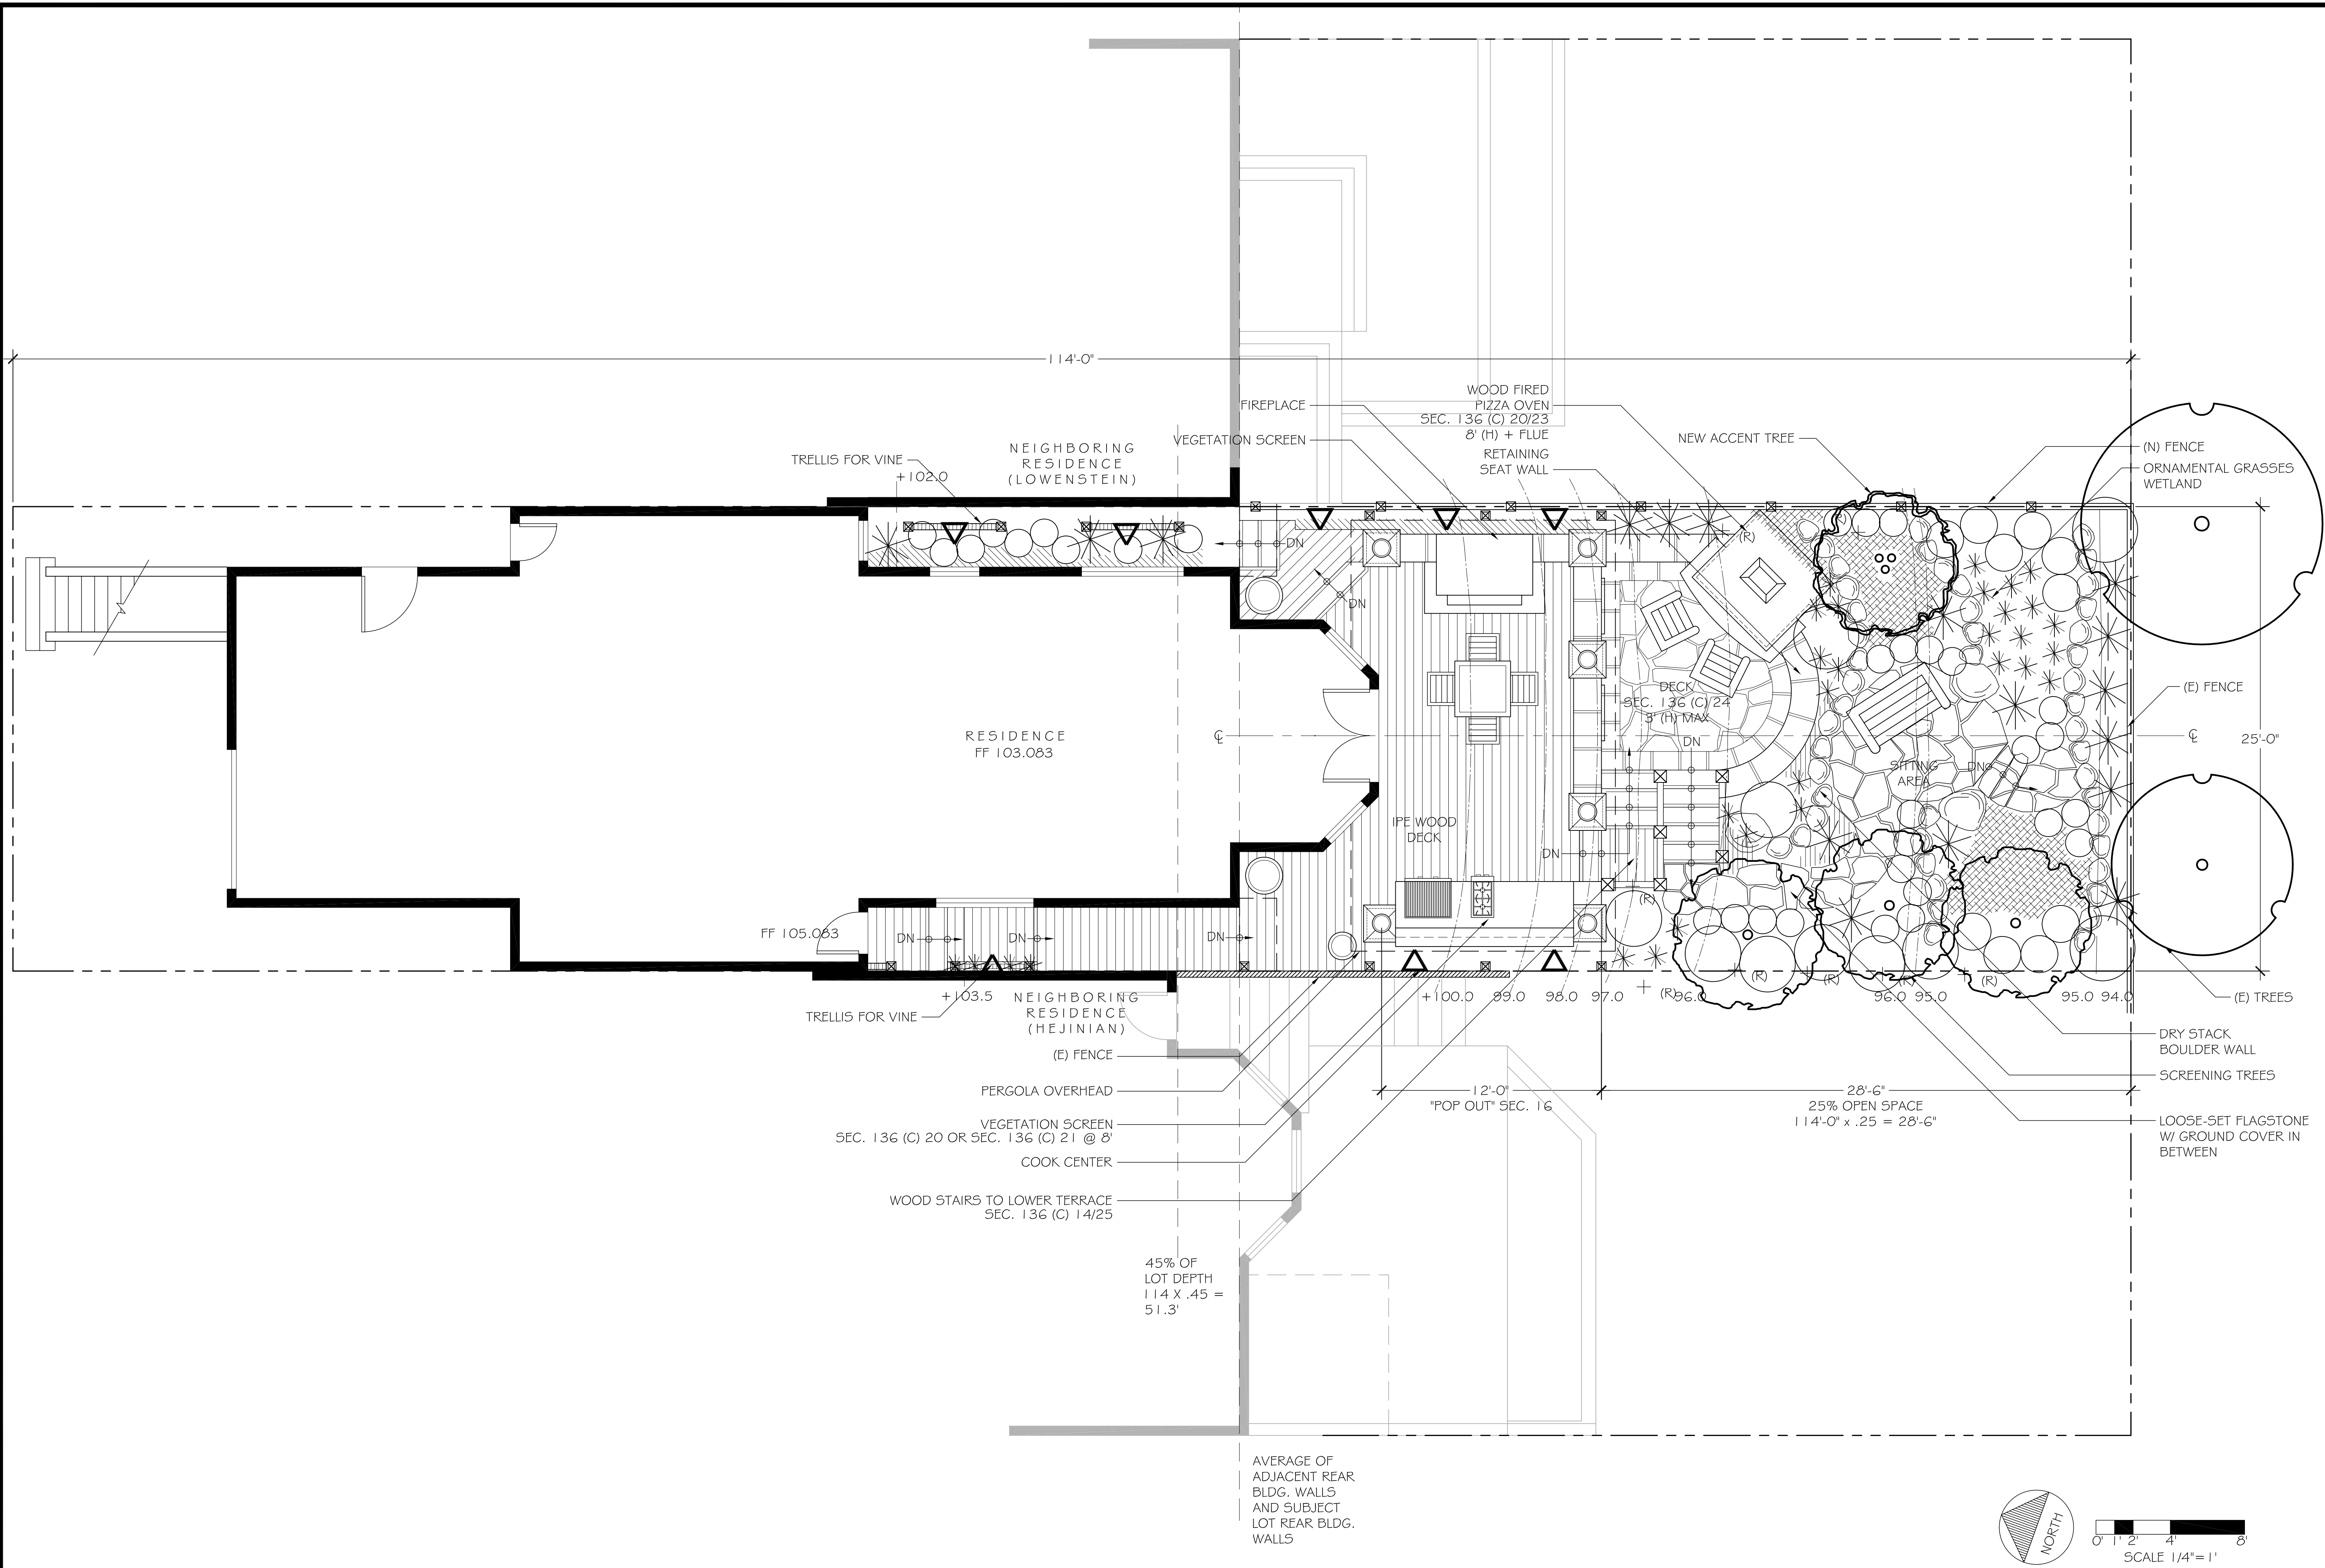 114'-0"
WOOD FIRED
PIZZA OVEN
SEC. 136 (C) 20/23
8' (H) + FLUE
FIREPLACE
VEGETATION SCREEN
RETAINING
SEAT WALL
NEW ACCENT TREE
(N) FENCE
ORNAMENTAL GRASSES
WETLAND
NEIGHBORING
RESIDENCE
(LOWENSTEIN)
TRELLIS FOR VINE
+102.0
DN
DN
(R)
(E) FENCE
DECK
SEC. 136 (C) 24
3' (H) MAX
DN
RESIDENCE
FF 103.083
℄
℄
25'-0"
SITTING
AREA
DN
IPE WOOD
DECK
DN
(R)
FF 105.083
DN
DN
DN
+103.5
NEIGHBORING
RESIDENCE
(HEJINIAN)
TRELLIS FOR VINE
+100.0
99.0
98.0
97.0
(R)
96.0
(R)
(R)
96.0
(R)
95.0
(R)
95.0
94.0
(E) TREES
DRY STACK
BOULDER WALL
SCREENING TREES
LOOSE-SET FLAGSTONE
W/ GROUND COVER IN
BETWEEN
(E) FENCE
PERGOLA OVERHEAD
VEGETATION SCREEN
SEC. 136 (C) 20 OR SEC. 136 (C) 21 @ 8'
COOK CENTER
WOOD STAIRS TO LOWER TERRACE
SEC. 136 (C) 14/25
12'-0"
"POP OUT" SEC. 16
28'-6"
25% OPEN SPACE
114'-0" x .25 = 28'-6"
45% OF
LOT DEPTH
114 X .45 =
51.3'
AVERAGE OF
ADJACENT REAR
BLDG. WALLS
AND SUBJECT
LOT REAR BLDG.
WALLS
NORTH
0' 1' 2' 4' 8'
SCALE 1/4"=1'